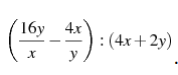 (16y/x − 4x/y) : (4x + 2y) .